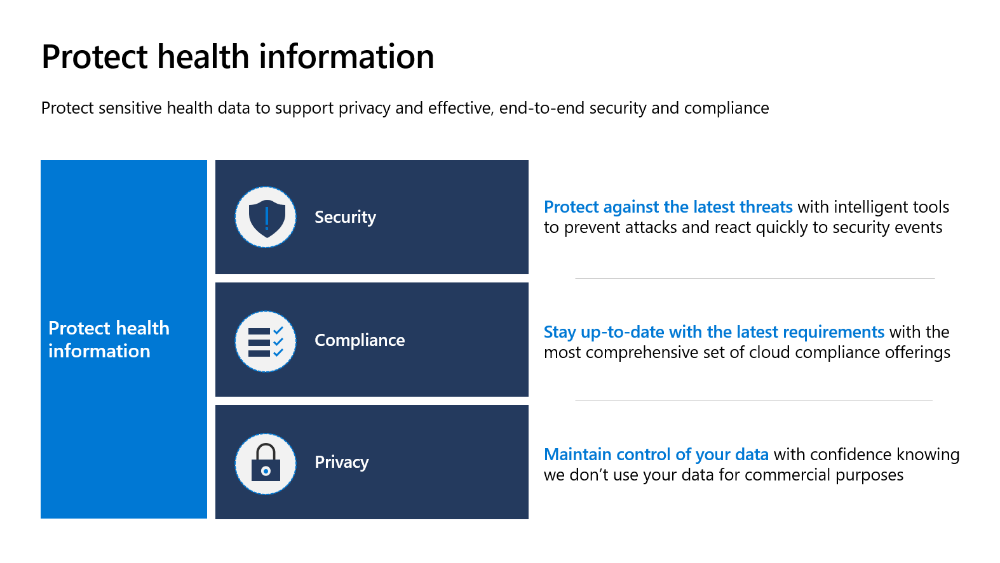 Protect health information
Protect sensitive health data to support privacy and effective, end-to-end security and compliance
Protect health
information
Security
Protect against the latest threats with intelligent tools
to prevent attacks and react quickly to security events
Compliance
Stay up-to-date with the latest requirements with the
most comprehensive set of cloud compliance offerings
Privacy
Maintain control of your data with confidence knowing
we don’t use your data for commercial purposes